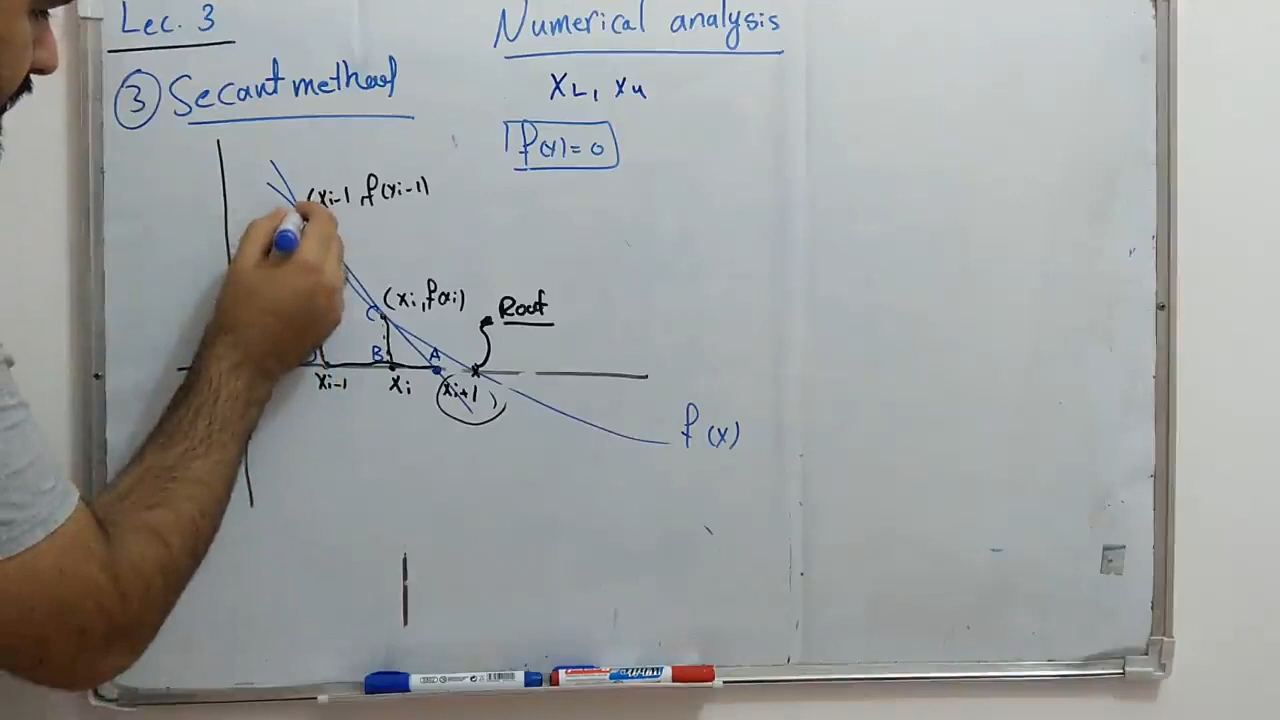 Lec. 3
Numerical analysis
③ Secant method
xL, xu
f(x)=0
(xi-1, f(xi-1)
(xi, f(xi)
Root
C
B A
xi-1 xi xi+1
f(x)